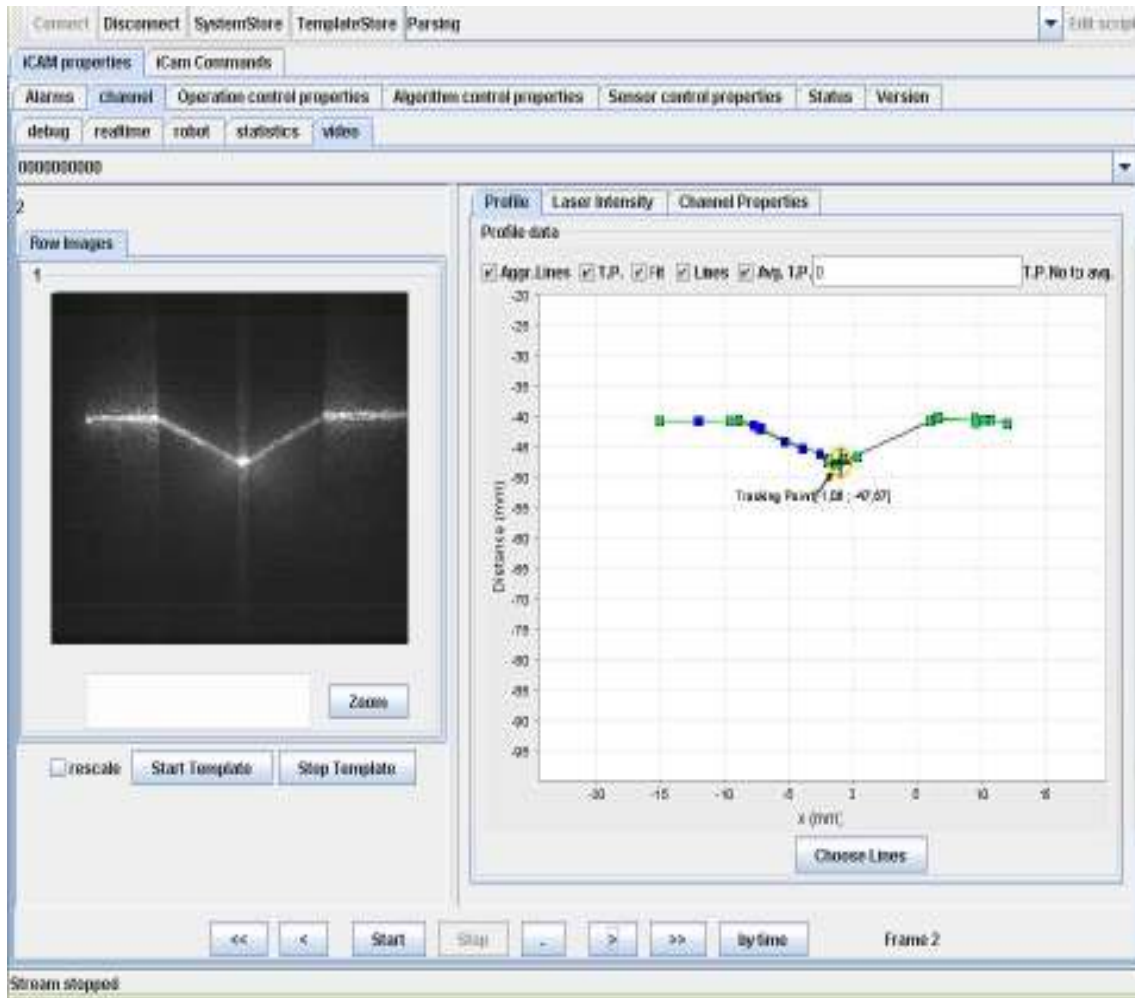 Connect Disconnect SystemStore TemplateStore Parsing Edit script
iCAM properties iCam Commands
Alarms channel Operation control properties Algorithm control properties Sensor control properties Status Version
debug realtime robot statistics video
0000000000
2
Profile Laser Intensity Channel Properties
Row Images
Profile data
1
Aggr.Lines T.P. Fit Lines Avg. T.P. 0 T.P.No to avg.
-20
-25
-30
-35
-40
-45
-50
-55
-60
-65
-70
-75
-80
-85
-90
-95
Distance (mm)
Tracking Point
-20 -15 -10
10 15
x (mm)
Zoom
rescale Start Template Stop Template
Choose Lines
<< < Start Stop . > >> by time Frame 2
Stream stopped